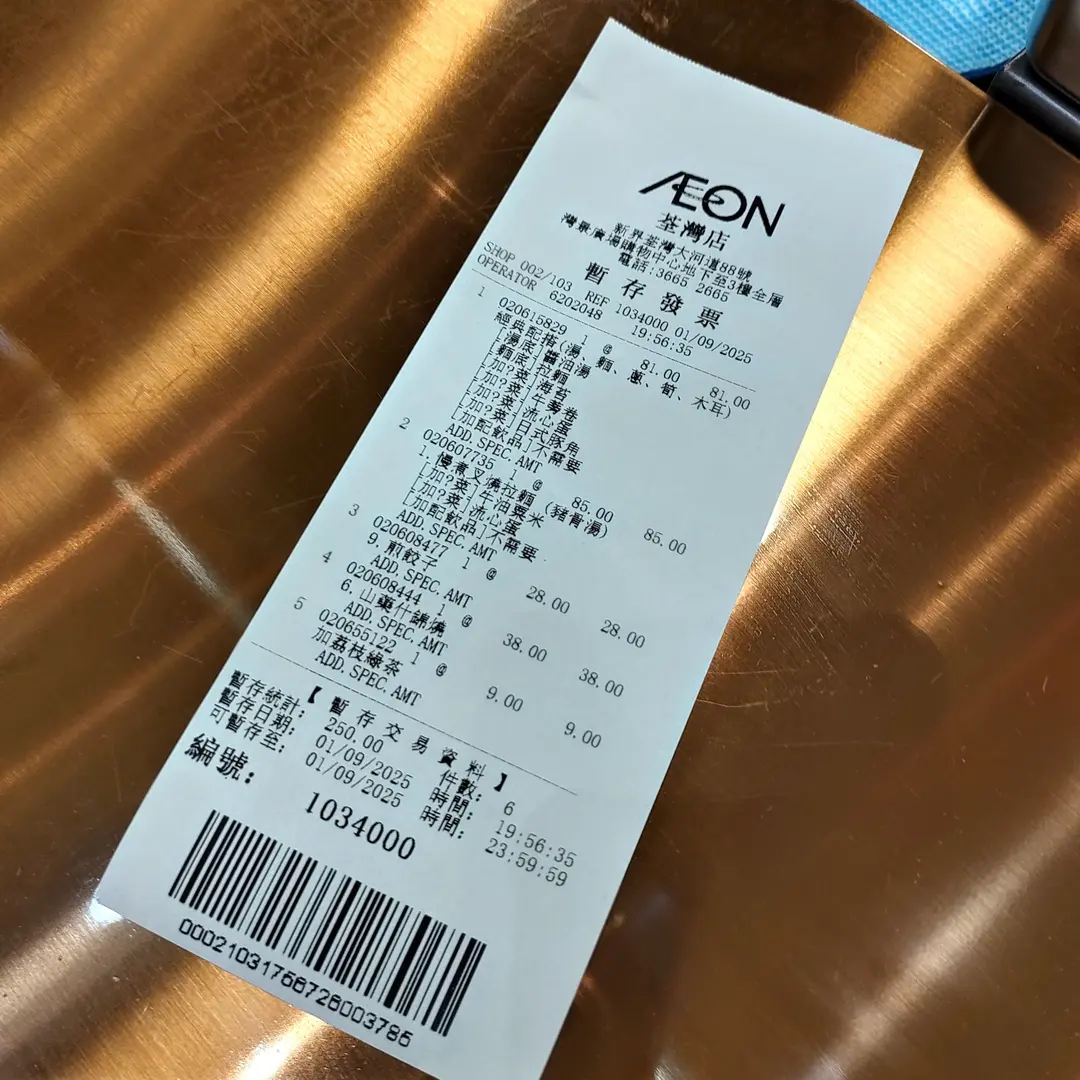 ÆON
荃灣店
新界荃灣大河道88號
灣景廣場購物中心地下至3樓全層
電話:3665 2665
暫存發票
SHOP 002/103 REF 1034000 01/09/2025
OPERATOR 6202048 19:56:35
1 020615829 1 @ 81.00 81.00
經典配搭(湯、麵、蔥、筍、木耳)
[湯底]醬油湯
[麵底]拉麵
[加?菜]海苔
[加?菜]牛蒡卷
[加?菜]流心蛋
[加?菜]日式豚角
[加配飲品]不需要
ADD.SPEC.AMT
2 020607735 1 @ 85.00 85.00
1.慢煮叉燒拉麵 (豬骨湯)
[加?菜]牛油粟米
[加?菜]流心蛋
[加配飲品]不需要
ADD.SPEC.AMT
3 020608477 1 @ 28.00 28.00
9.煎餃子
ADD.SPEC.AMT
4 020608444 1 @ 38.00 38.00
6.山藥什錦燒
ADD.SPEC.AMT
5 020655122 1 @ 9.00 9.00
加荔枝綠茶
ADD.SPEC.AMT
【 暫存交易資料 】
暫存統計: 250.00 件數: 6
暫存日期: 01/09/2025 時間: 19:56:35
可暫存至: 01/09/2025 時間: 23:59:59
編號: 1034000
00021031756726003785